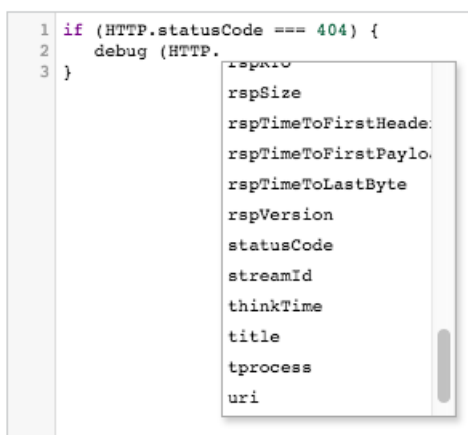 1 if (HTTP.statusCode === 404) {
2 debug (HTTP.
3 }
rspRTO
rspSize
rspTimeToFirstHeade
rspTimeToFirstPaylo
rspTimeToLastByte
rspVersion
statusCode
streamId
thinkTime
title
tprocess
uri